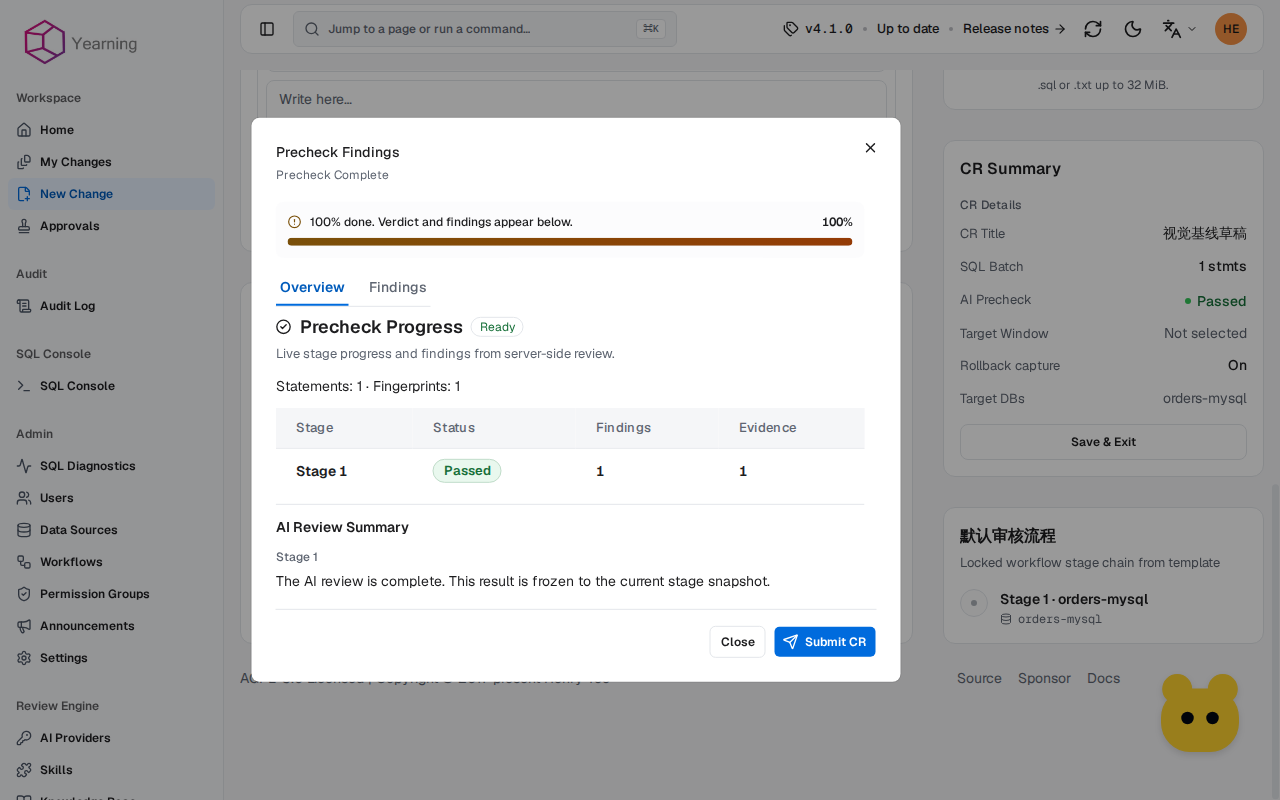 Yearning
Jump to a page or run a command...
⌘K
v4.1.0
Up to date
Release notes →
HE
Workspace
Home
My Changes
New Change
Approvals
Audit
Audit Log
SQL Console
SQL Console
Admin
SQL Diagnostics
Users
Data Sources
Workflows
Permission Groups
Announcements
Settings
Review Engine
AI Providers
Skills
Write here...
Precheck Findings
Precheck Complete
100% done. Verdict and findings appear below.
100%
Overview
Findings
Precheck Progress
Ready
Live stage progress and findings from server-side review.
Statements: 1 · Fingerprints: 1
Stage Status Findings Evidence
Stage 1 Passed 1 1
AI Review Summary
Stage 1
The AI review is complete. This result is frozen to the current stage snapshot.
Close
Submit CR
.sql or .txt up to 32 MiB.
CR Summary
CR Details
CR Title 视觉基线草稿
SQL Batch 1 stmts
AI Precheck Passed
Target Window Not selected
Rollback capture On
Target DBs orders-mysql
Save & Exit
默认审核流程
Locked workflow stage chain from template
Stage 1 · orders-mysql
orders-mysql
Source
Sponsor
Docs